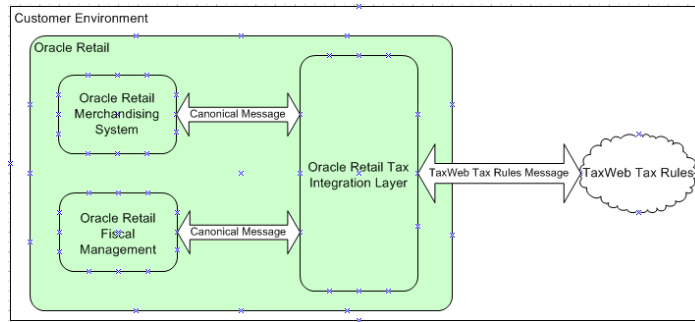 Customer Environment
Oracle Retail
Oracle Retail
Merchandising
System
Canonical Message
Oracle Retail Tax
Integration Layer
TaxWeb Tax Rules Message
TaxWeb Tax Rules
Oracle Retail
Fiscal
Management
Canonical Message